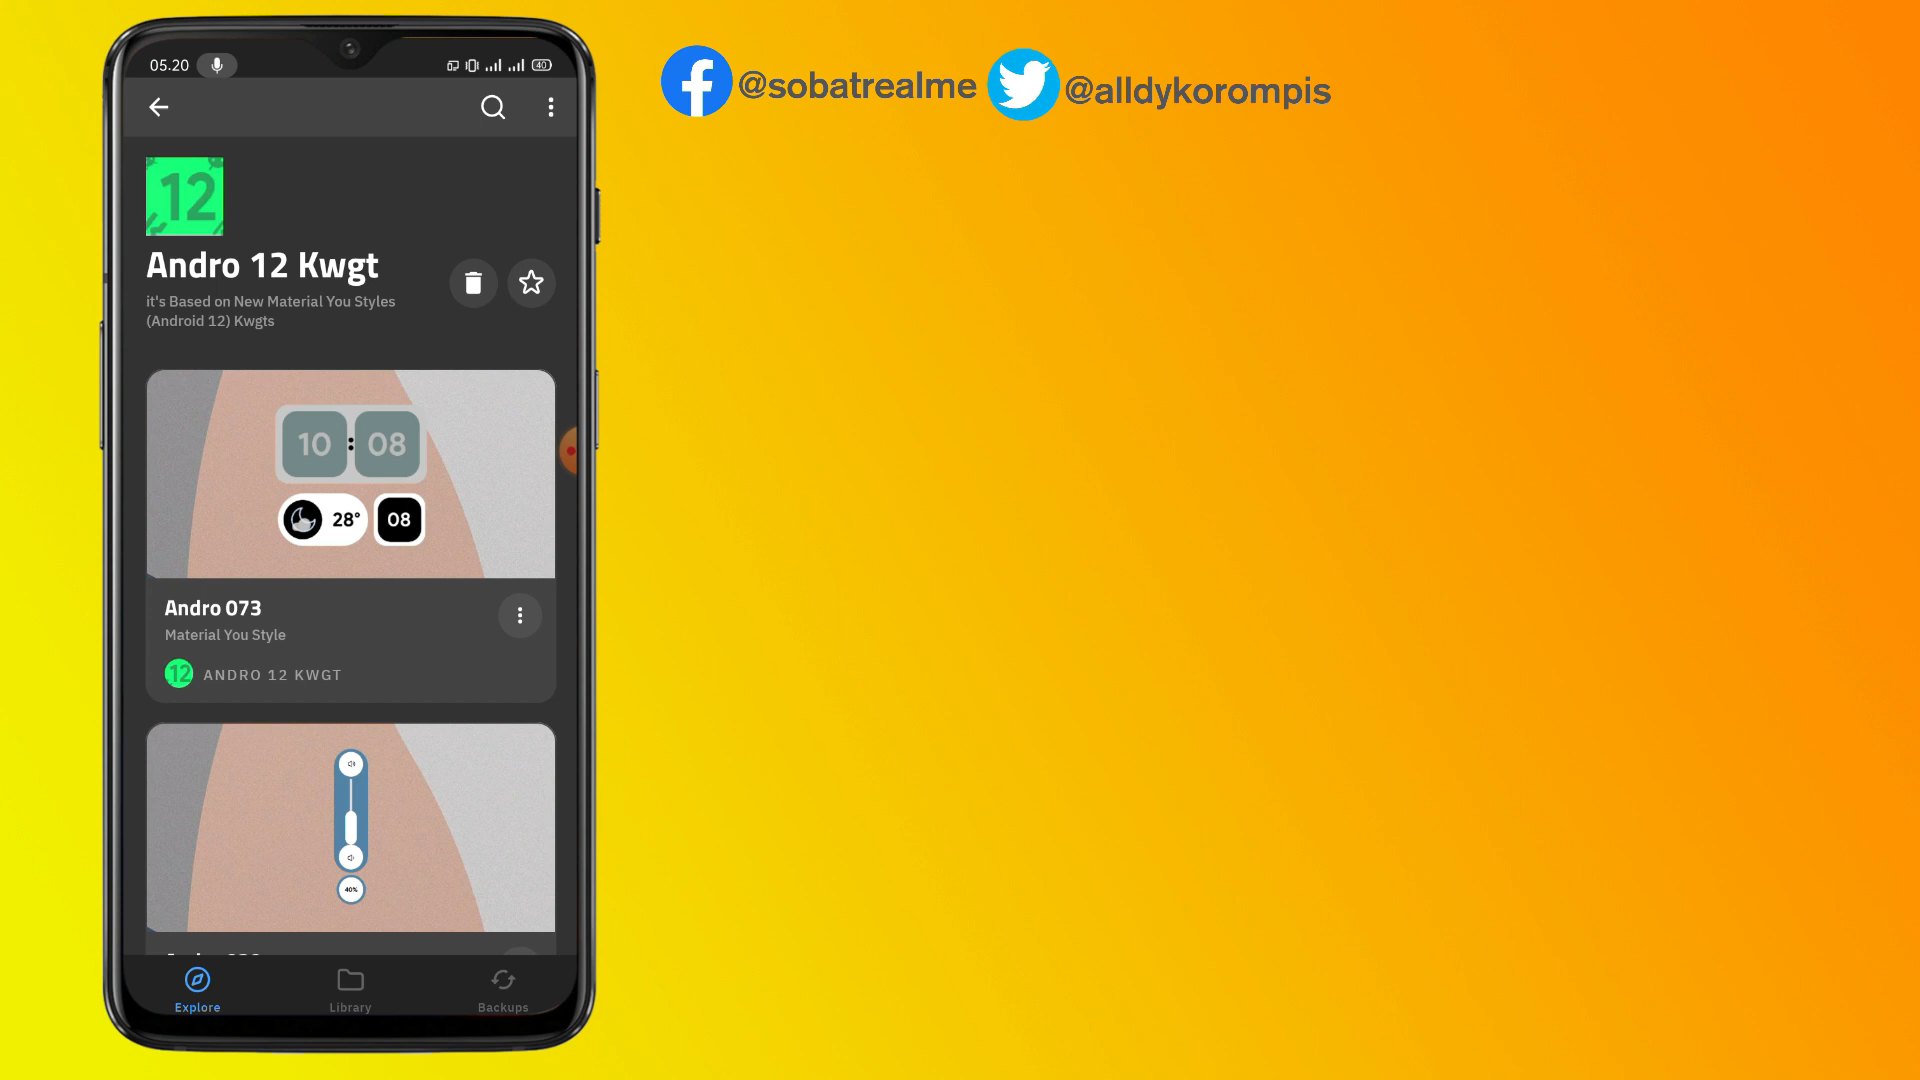 05.20
40
@sobatrealme
@alldykorompis
12
Andro 12 Kwgt
it's Based on New Material You Styles
(Android 12) Kwgts
10 : 08
28° 08
Andro 073
Material You Style
12 ANDRO 12 KWGT
40%
Explore
Library
Backups